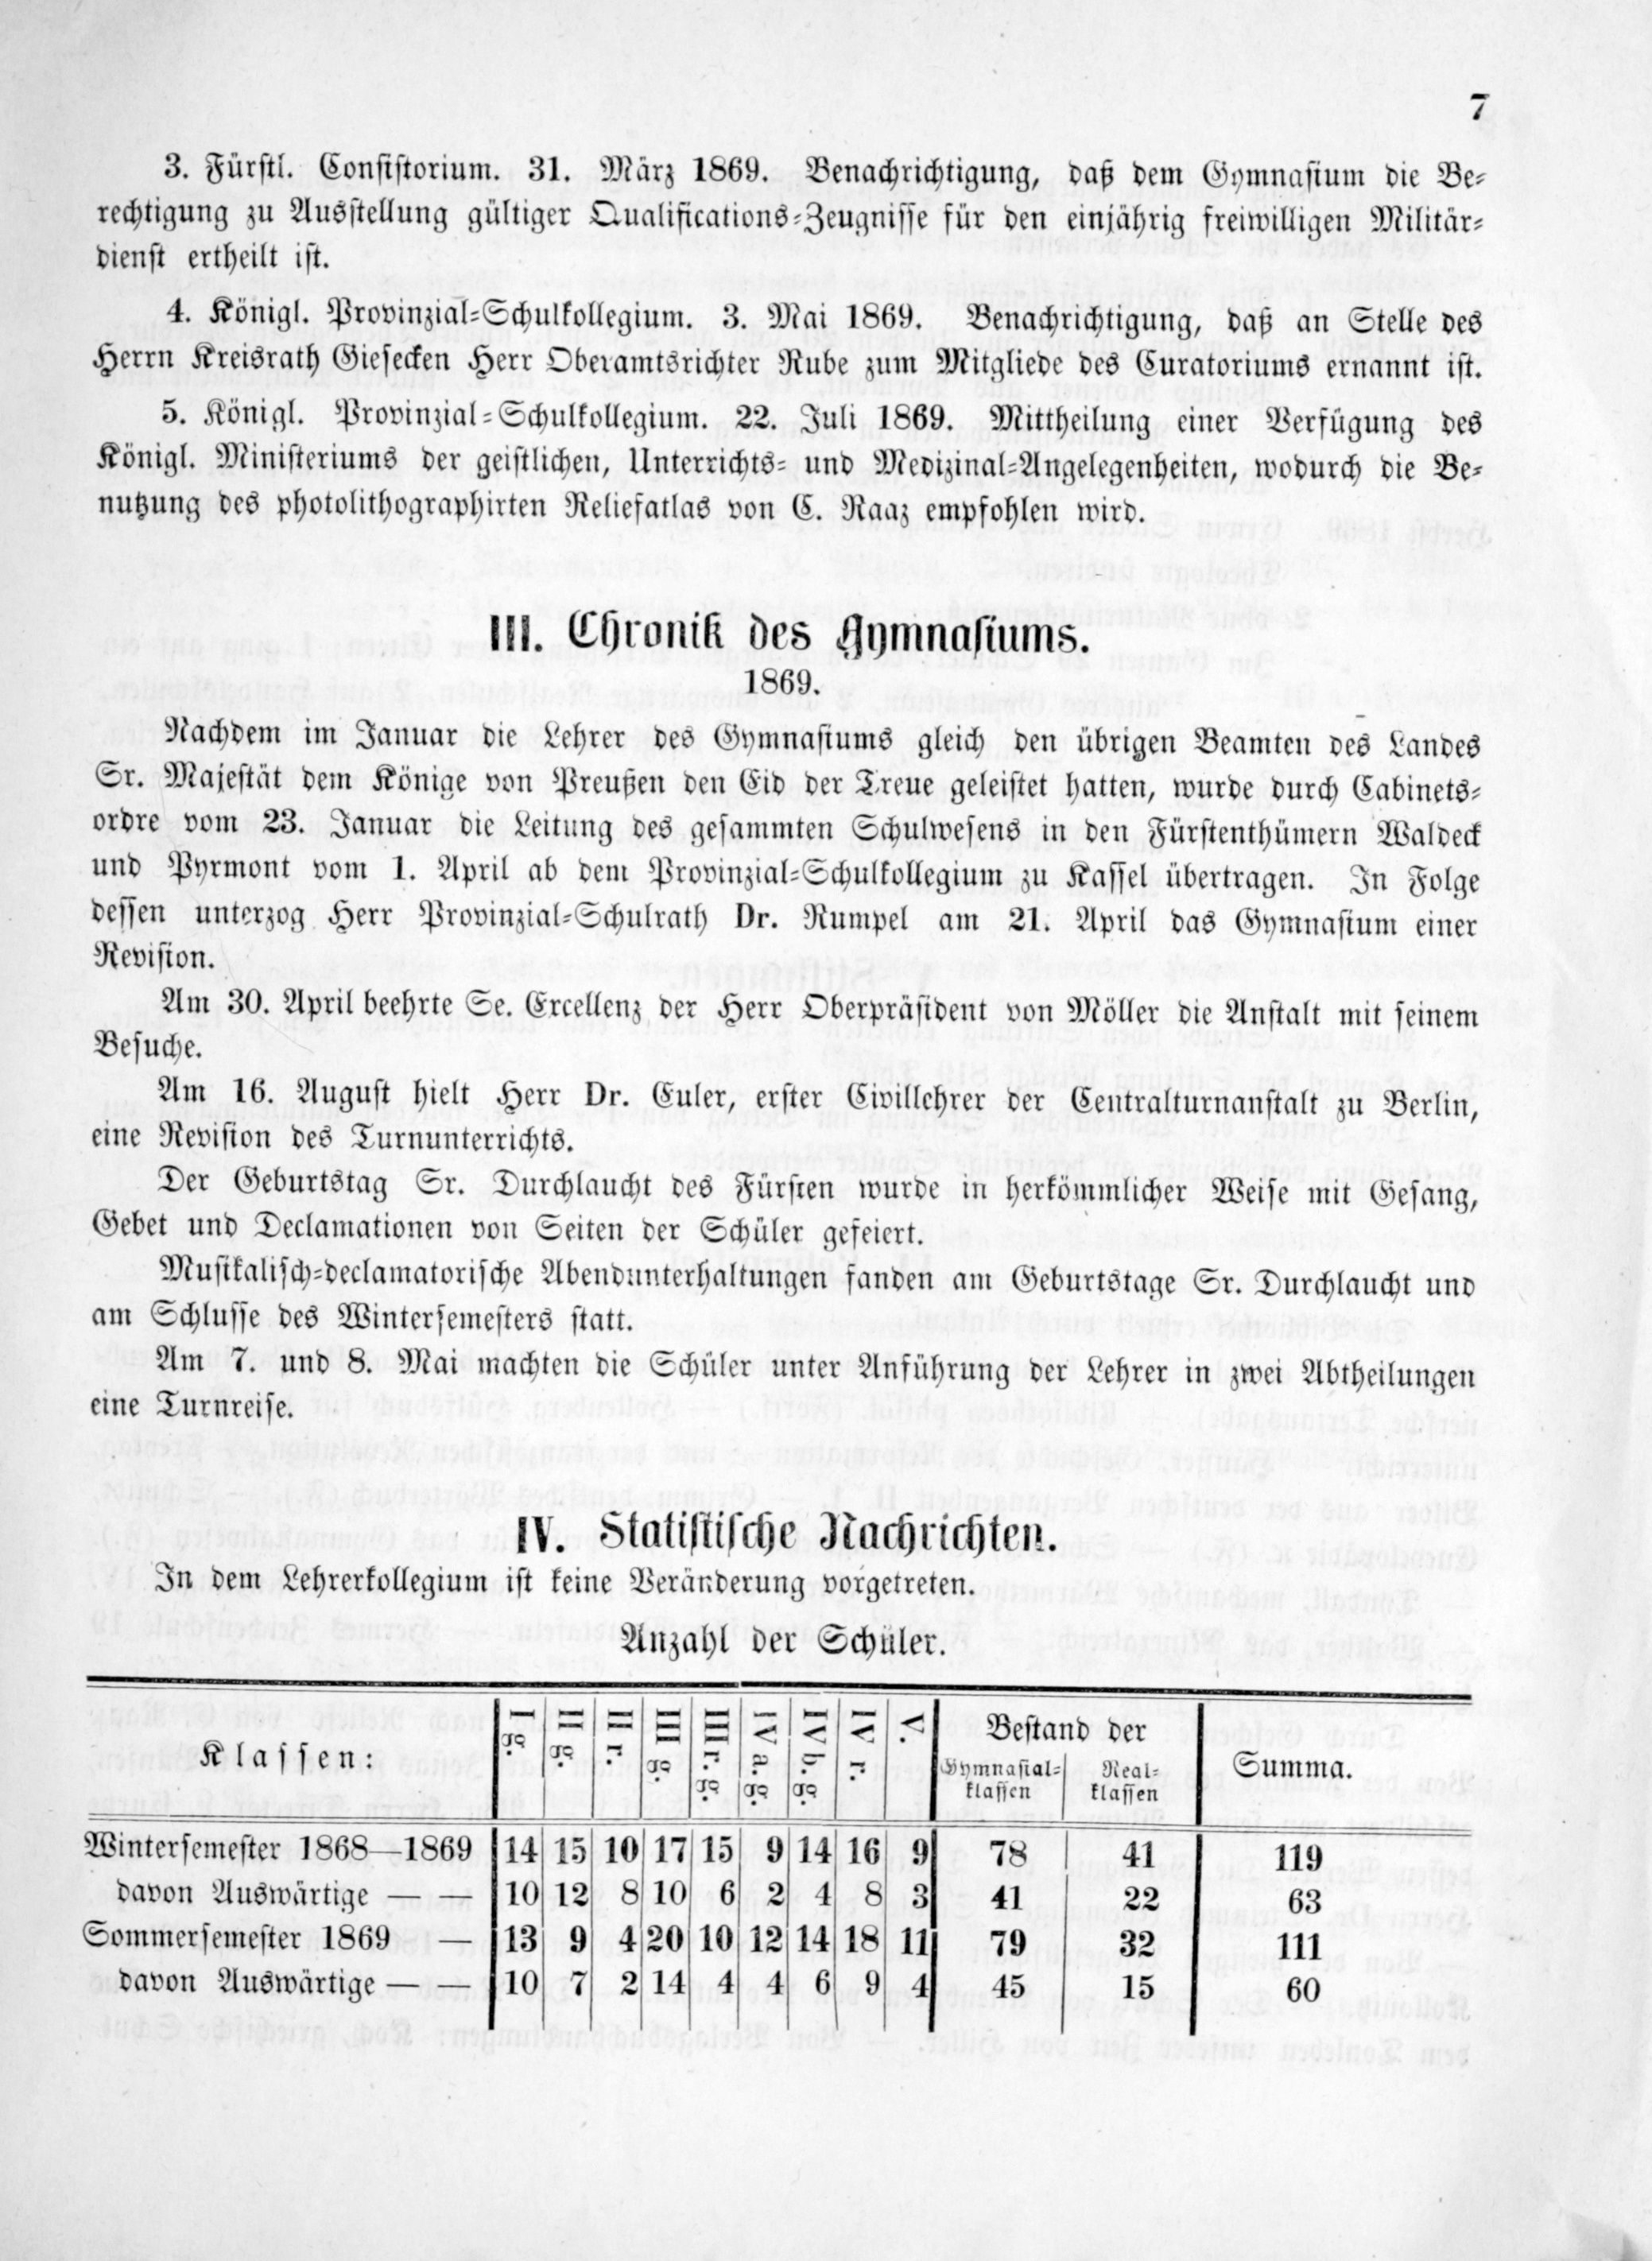 7
3. Fürstl. Consistorium. 31. März 1869. Benachrichtigung, daß dem Gymnasium die Be-
rechtigung zu Ausstellung gültiger Qualifications-Zeugnisse für den einjährig freiwilligen Militär-
dienst ertheilt ist.
4. Königl. Provinzial-Schulkollegium. 3. Mai 1869. Benachrichtigung, daß an Stelle des
Herrn Kreisrath Giesecken Herr Oberamtsrichter Rube zum Mitgliede des Curatoriums ernannt ist.
5. Königl. Provinzial-Schulkollegium. 22. Juli 1869. Mittheilung einer Verfügung des
Königl. Ministeriums der geistlichen, Unterrichts- und Medizinal-Angelegenheiten, wodurch die Be-
nutzung des photolithographirten Reliefatlas von C. Raaz empfohlen wird.
III. Chronik des Gymnasiums.
1869.
Nachdem im Januar die Lehrer des Gymnasiums gleich den übrigen Beamten des Landes
Sr. Majestät dem Könige von Preußen den Eid der Treue geleistet hatten, wurde durch Cabinets-
ordre vom 23. Januar die Leitung des gesammten Schulwesens in den Fürstenthümern Waldeck
und Pyrmont vom 1. April ab dem Provinzial-Schulkollegium zu Kassel übertragen. In Folge
dessen unterzog Herr Provinzial-Schulrath Dr. Rumpel am 21. April das Gymnasium einer
Revision.
Am 30. April beehrte Se. Excellenz der Herr Oberpräsident von Möller die Anstalt mit seinem
Besuche.
Am 16. August hielt Herr Dr. Euler, erster Civillehrer der Centralturnanstalt zu Berlin,
eine Revision des Turnunterrichts.
Der Geburtstag Sr. Durchlaucht des Fürsten wurde in herkömmlicher Weise mit Gesang,
Gebet und Declamationen von Seiten der Schüler gefeiert.
Musikalisch-declamatorische Abendunterhaltungen fanden am Geburtstage Sr. Durchlaucht und
am Schlusse des Wintersemesters statt.
Am 7. und 8. Mai machten die Schüler unter Anführung der Lehrer in zwei Abtheilungen
eine Turnreise.
IV. Statistische Nachrichten.
In dem Lehrerkollegium ist keine Veränderung vorgetreten.
Anzahl der Schüler.
Klassen: I g. II g. II r. III g. III r. g. IV a. g. IV b. g. IV r. V. Bestand der Gymnasial-klassen Real-klassen Summa.
Wintersemester 1868—1869 14 15 10 17 15 9 14 16 9 78 41 119
davon Auswärtige — — 10 12 8 10 6 2 4 8 3 41 22 63
Sommersemester 1869 — 13 9 4 20 10 12 14 18 11 79 32 111
davon Auswärtige — — 10 7 2 14 4 4 6 9 4 45 15 60